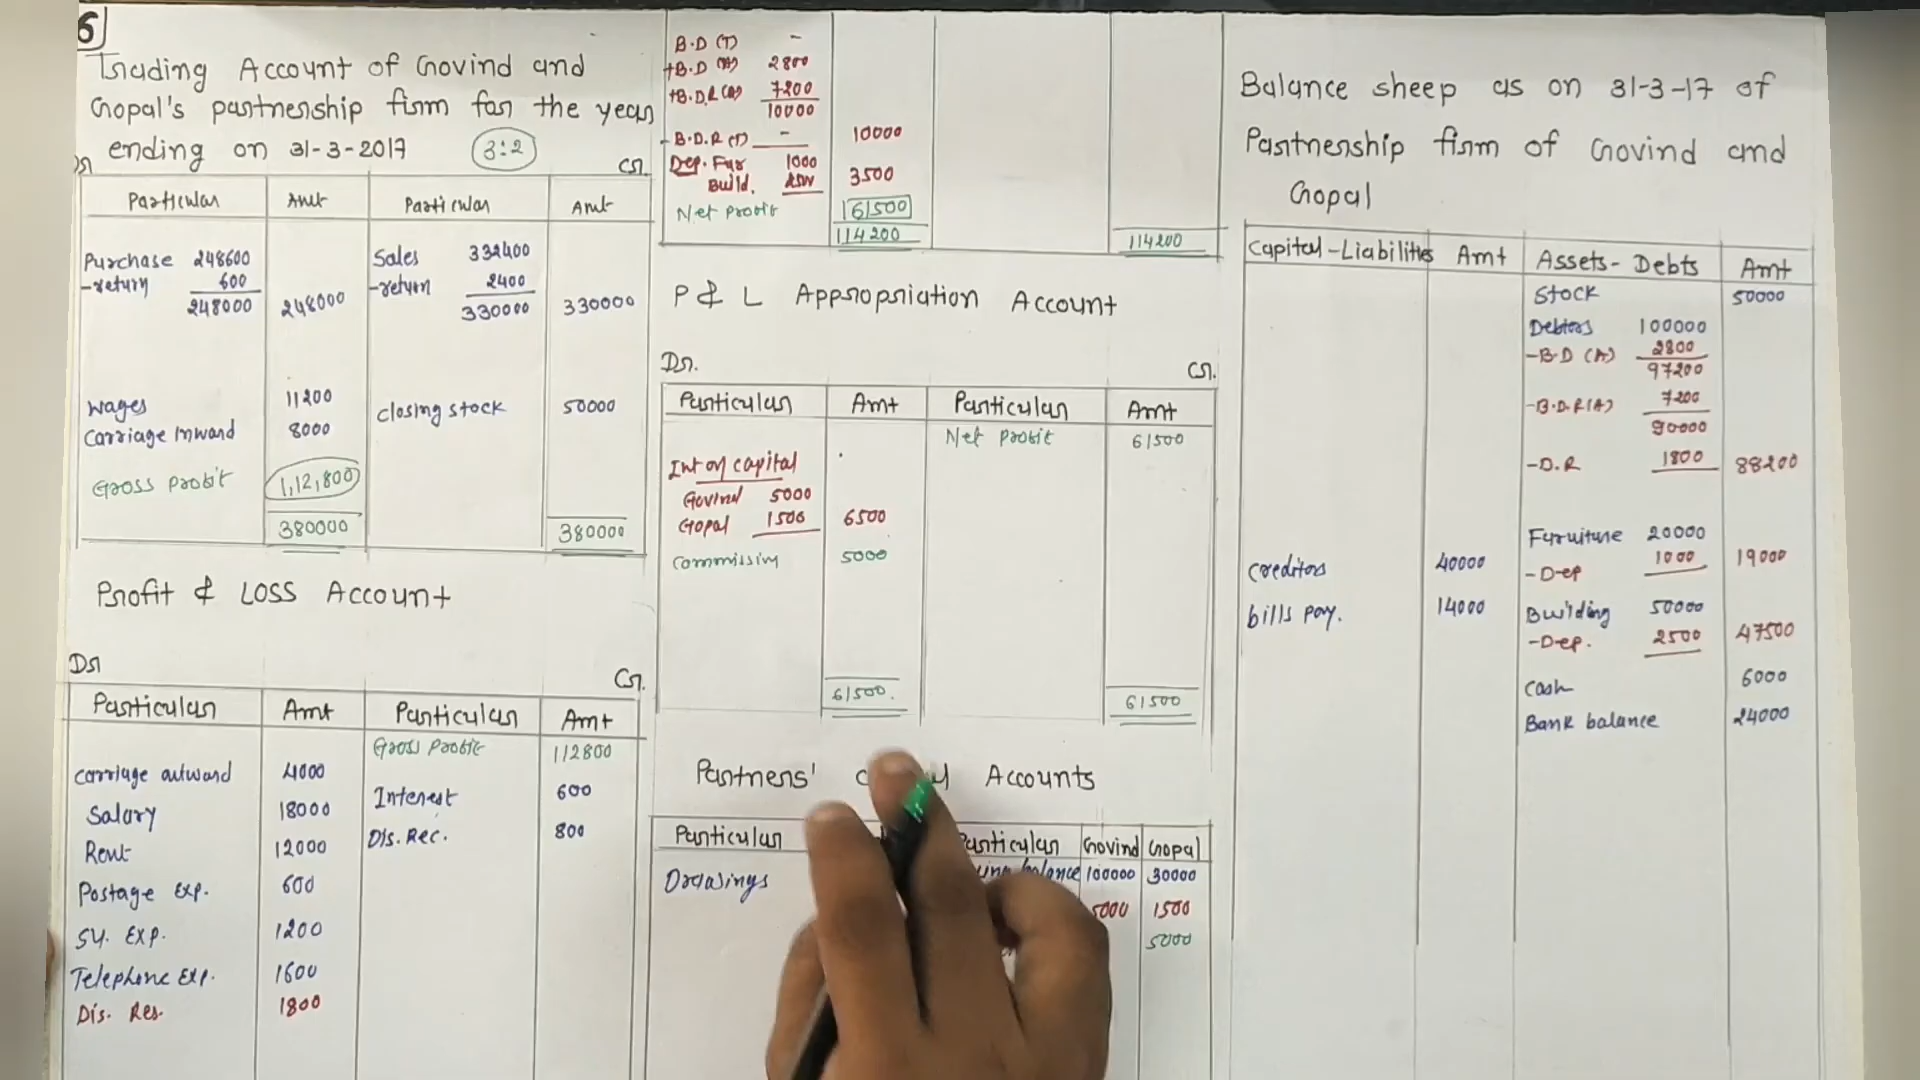 6
Trading Account of Govind and
Gopal's partnership firm for the year
ending on 31-3-2017 3:2
Dr Cr.
Particular Amt Particular Amt
Purchase 248600 Sales 332400
-return 600 -return 2400
248000 248000 330000 330000
Wages 11200 Closing stock 50000
Carriage Inward 8000
Gross Profit 1,12,800
380000 380000
Profit & LOSS Account
Dr Cr.
Particular Amt Particular Amt
Gross Profit 112800
Carriage outward 4000
Interest 600
Salary 18000
Dis. Rec. 800
Rent 12000
Postage Exp. 600
Sy. Exp. 1200
Telephone Exp. 1600
Dis. Res. 1800
B.D (T) -
+B.D (A) 2800
+B.D.R (A) 7200
10000
-B.D.R (T) - 10000
Dep. Fur 1000
Build. 2500 3500
Net profit 61500
114200 114200
P & L Appropriation Account
Dr. Cr.
Particular Amt Particular Amt
Net Profit 61500
Int on capital
Govind 5000
Gopal 1500 6500
Commission 5000
61500. 61500
Partners' Accounts
Particular Govind Gopal
Drawings balance 100000 30000
5000 1500
5000
Balance sheep as on 31-3-17 of
Partnership firm of Govind and
Gopal
Capital-Liabilities Amt Assets-Debts Amt
Stock 50000
Debtors 100000
-B.D (A) 2800
97200
-B.D.R(A) 7200
90000
-D.R 1800 88200
Furniture 20000
Creditors 40000 -Dep 1000 19000
bills pay. 14000 Building 50000
-Dep. 2500 47500
Cash 6000
Bank balance 24000